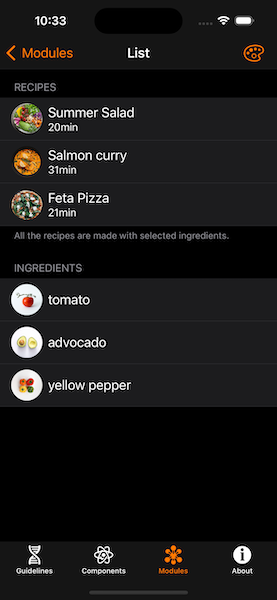 10:33
Modules
List
RECIPES
Summer Salad
20min
Salmon curry
31min
Feta Pizza
21min
All the recipes are made with selected ingredients.
INGREDIENTS
tomato
advocado
yellow pepper
Guidelines
Components
Modules
About